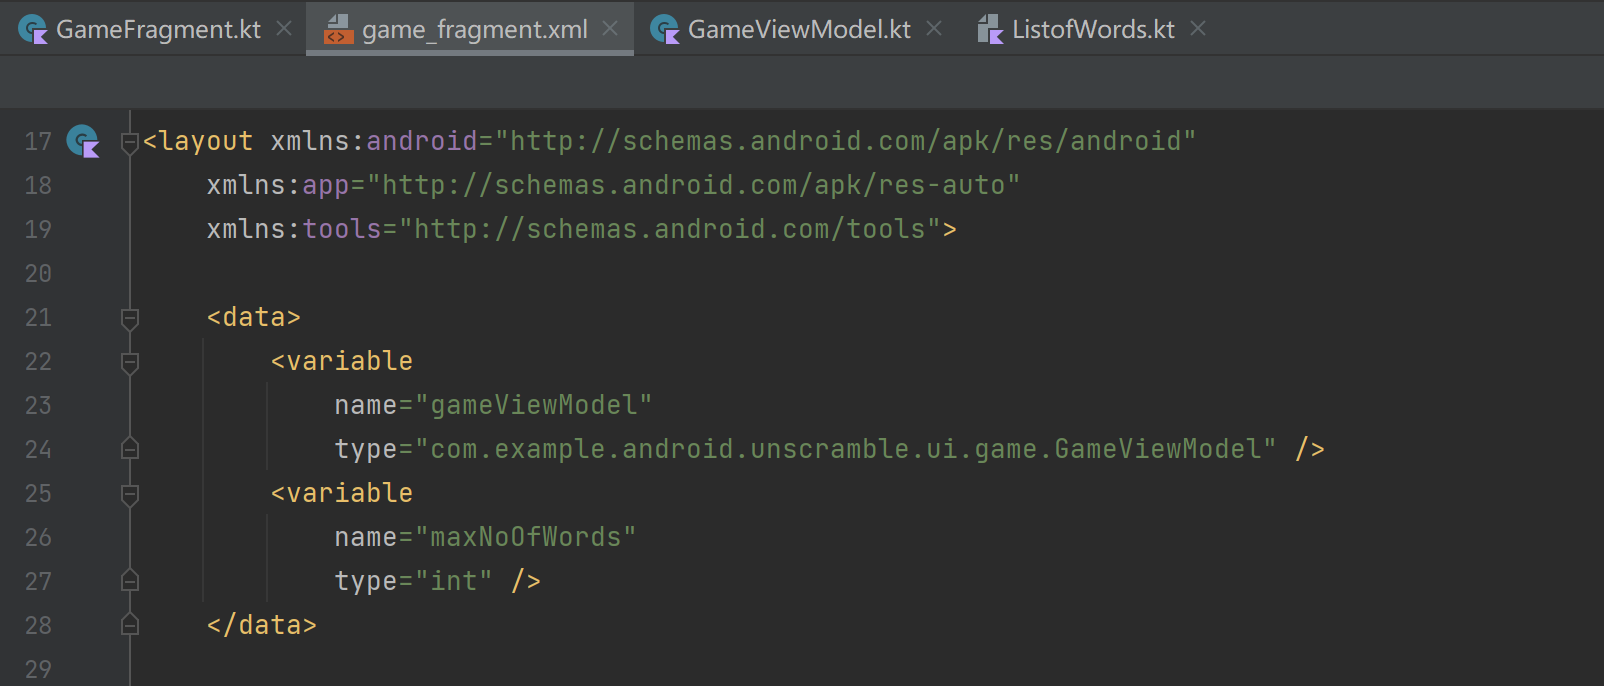 GameFragment.kt game_fragment.xml GameViewModel.kt ListofWords.kt
17 <layout xmlns:android="http://schemas.android.com/apk/res/android"
18 xmlns:app="http://schemas.android.com/apk/res-auto"
19 xmlns:tools="http://schemas.android.com/tools">
20
21 <data>
22 <variable
23 name="gameViewModel"
24 type="com.example.android.unscramble.ui.game.GameViewModel" />
25 <variable
26 name="maxNoOfWords"
27 type="int" />
28 </data>
29